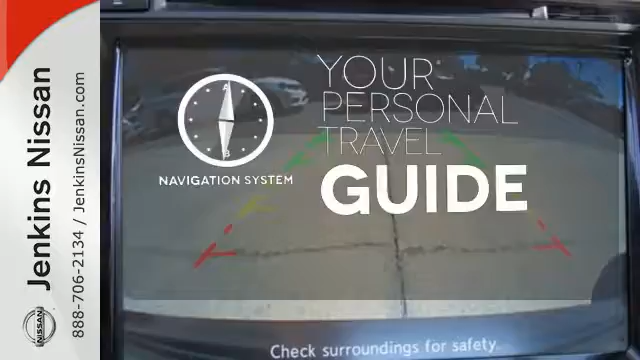 Jenkins Nissan
888-706-2134 / JenkinsNissan.com
NISSAN
A
B
NAVIGATION SYSTEM
YOUR
PERSONAL
TRAVEL
GUIDE
Check surroundings for safety.